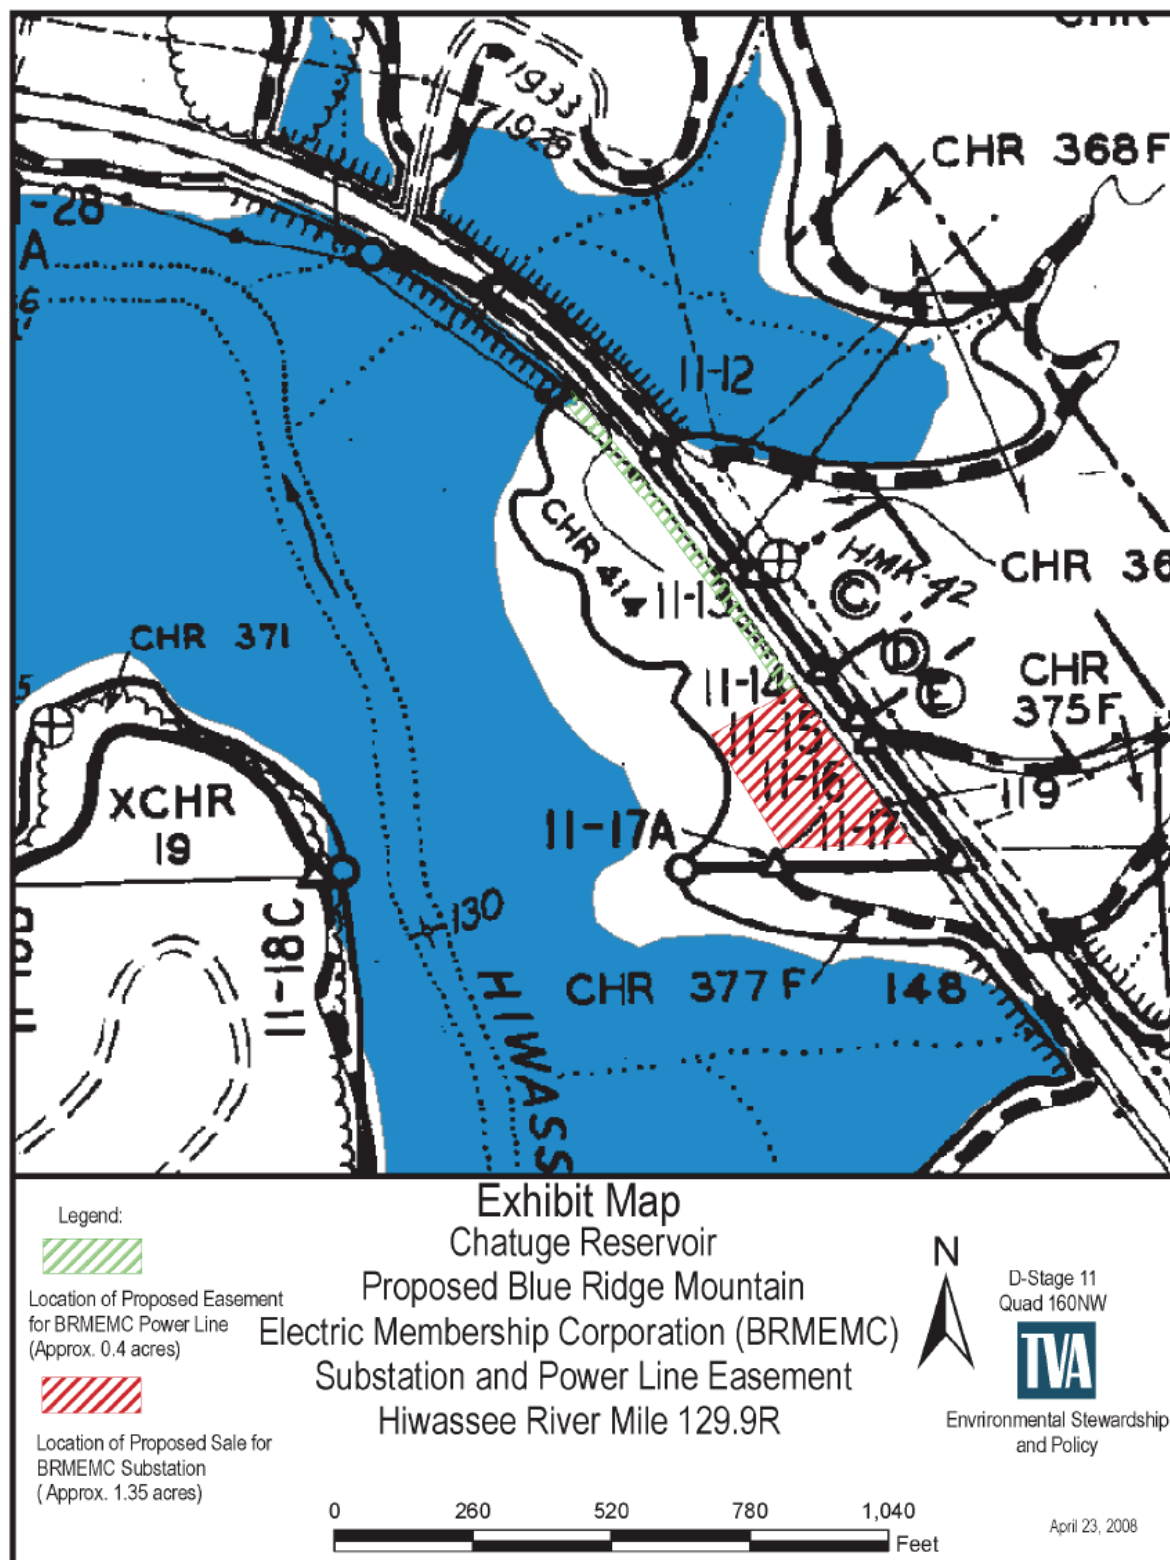 1933
1928
CHR 368F
1-28
A
6
11-12
CHR 41
11-13
HMK-42
C
D
E
CHR 36
CHR 371
5
CHR
375F
11-14
11-15
11-16
11-17
119
11-17A
XCHR
19
11-18C
130
CHR 377 F
148
HIWASS
Exhibit Map
Chatuge Reservoir
Proposed Blue Ridge Mountain
Electric Membership Corporation (BRMEMC)
Substation and Power Line Easement
Hiwassee River Mile 129.9R
Legend:
Location of Proposed Easement
for BRMEMC Power Line
(Approx. 0.4 acres)
Location of Proposed Sale for
BRMEMC Substation
( Approx. 1.35 acres)
N
D-Stage 11
Quad 160NW
TVA
Envrironmental Stewardship
and Policy
0 260 520 780 1,040
Feet
April 23, 2008